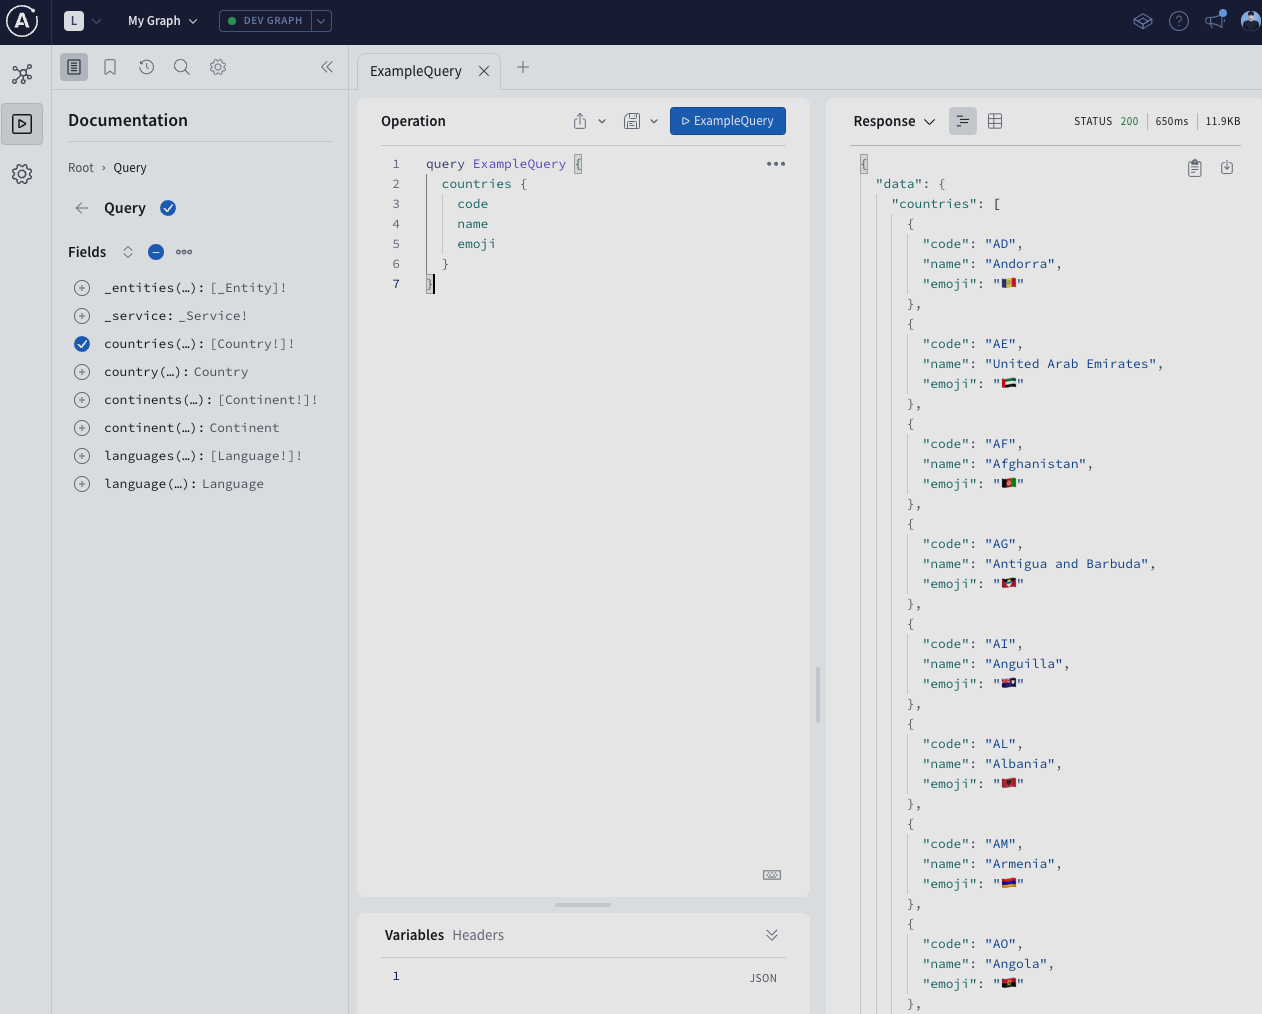 L
My Graph
DEV GRAPH
ExampleQuery
Documentation
Root › Query
Query
Fields
_entities(…): [_Entity]!
_service: _Service!
countries(…): [Country!]!
country(…): Country
continents(…): [Continent!]!
continent(…): Continent
languages(…): [Language!]!
language(…): Language
Operation
ExampleQuery
1 query ExampleQuery {
2 countries {
3 code
4 name
5 emoji
6 }
7 }
Variables Headers
1
JSON
Response
STATUS 200 650ms 11.9KB
{
"data": {
"countries": [
{
"code": "AD",
"name": "Andorra",
"emoji": "🇦🇩"
},
{
"code": "AE",
"name": "United Arab Emirates",
"emoji": "🇦🇪"
},
{
"code": "AF",
"name": "Afghanistan",
"emoji": "🇦🇫"
},
{
"code": "AG",
"name": "Antigua and Barbuda",
"emoji": "🇦🇬"
},
{
"code": "AI",
"name": "Anguilla",
"emoji": "🇦🇮"
},
{
"code": "AL",
"name": "Albania",
"emoji": "🇦🇱"
},
{
"code": "AM",
"name": "Armenia",
"emoji": "🇦🇲"
},
{
"code": "AO",
"name": "Angola",
"emoji": "🇦🇴"
},